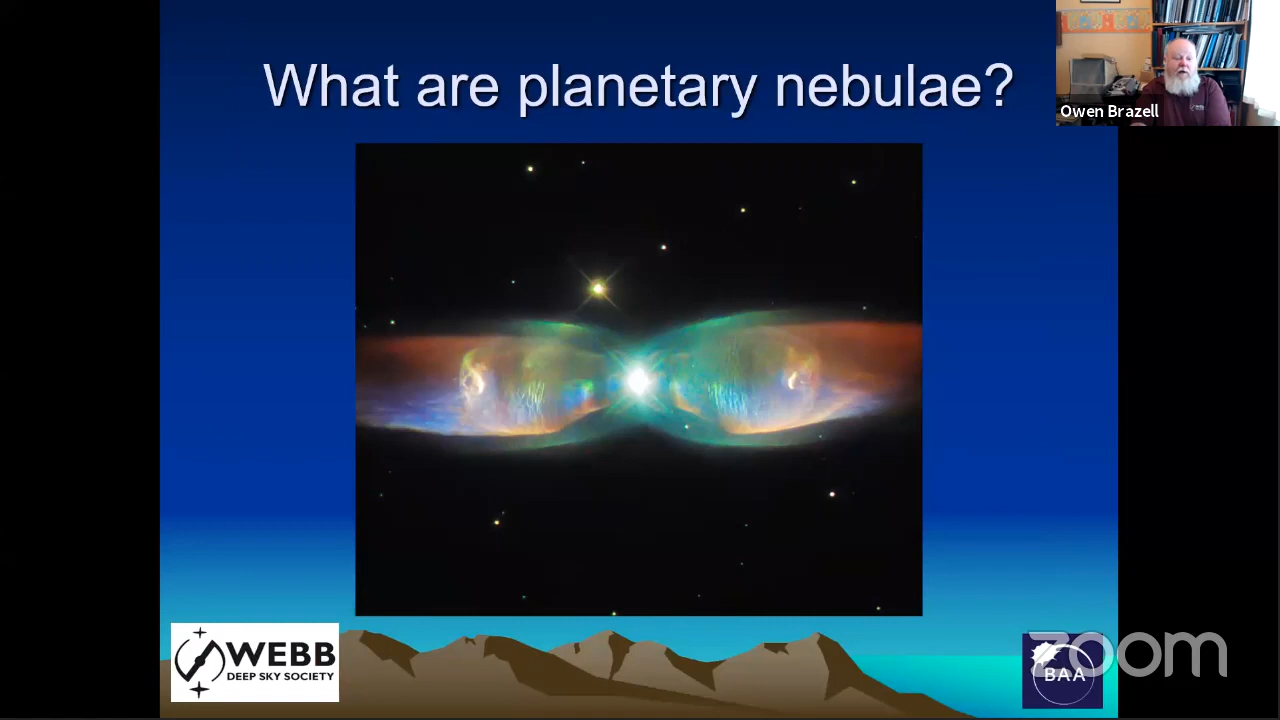 What are planetary nebulae?
Owen Brazell
WEBB
DEEP SKY SOCIETY
BAA
zoom